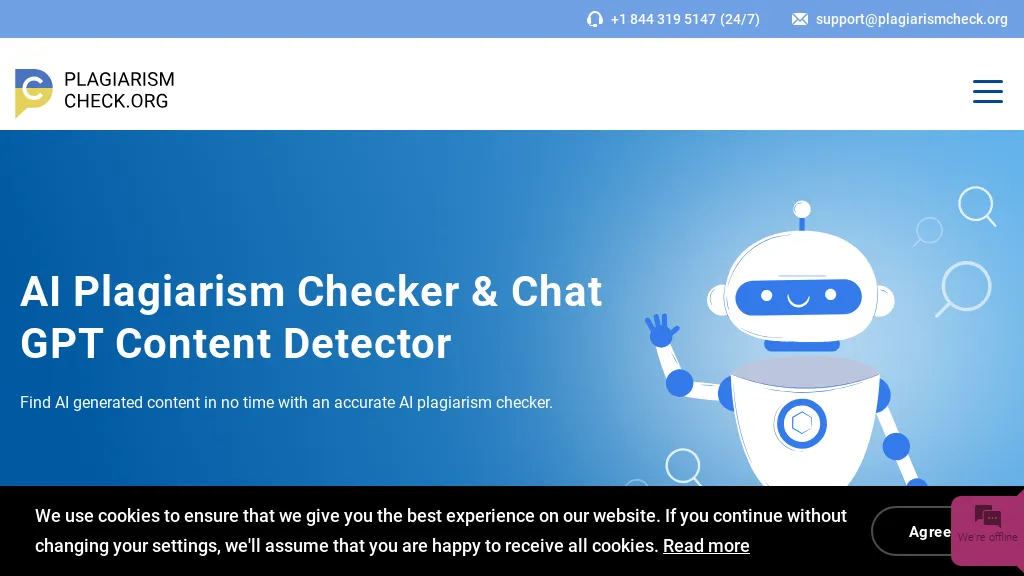 +1 844 319 5147 (24/7) support@plagiarismcheck.org
PLAGIARISM
CHECK.ORG
AI Plagiarism Checker & Chat
GPT Content Detector
Find AI generated content in no time with an accurate AI plagiarism checker.
We use cookies to ensure that we give you the best experience on our website. If you continue without
changing your settings, we'll assume that you are happy to receive all cookies. Read more
Agree
We're offline